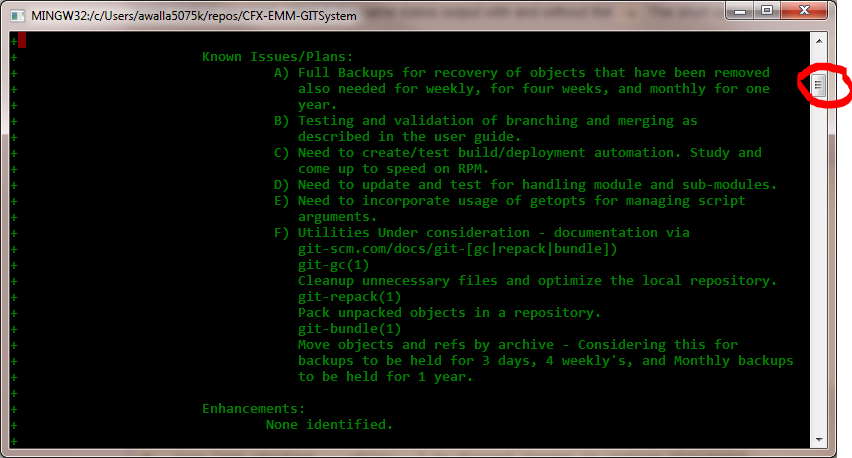 MINGW32:/c/Users/awalla5075k/repos/CFX-EMM-GITSystem
+
+ Known Issues/Plans:
+ A) Full Backups for recovery of objects that have been removed
+ also needed for weekly, for four weeks, and monthly for one
+ year.
+ B) Testing and validation of branching and merging as
+ described in the user guide.
+ C) Need to create/test build/deployment automation. Study and
+ come up to speed on RPM.
+ D) Need to update and test for handling module and sub-modules.
+ E) Need to incorporate usage of getopts for managing script
+ arguments.
+ F) Utilities Under consideration - documentation via
+ git-scm.com/docs/git-[gc|repack|bundle])
+ git-gc(1)
+ Cleanup unnecessary files and optimize the local repository.
+ git-repack(1)
+ Pack unpacked objects in a repository.
+ git-bundle(1)
+ Move objects and refs by archive - Considering this for
+ backups to be held for 3 days, 4 weekly's, and Monthly backups
+ to be held for 1 year.
+
+ Enhancements:
+ None identified.
+